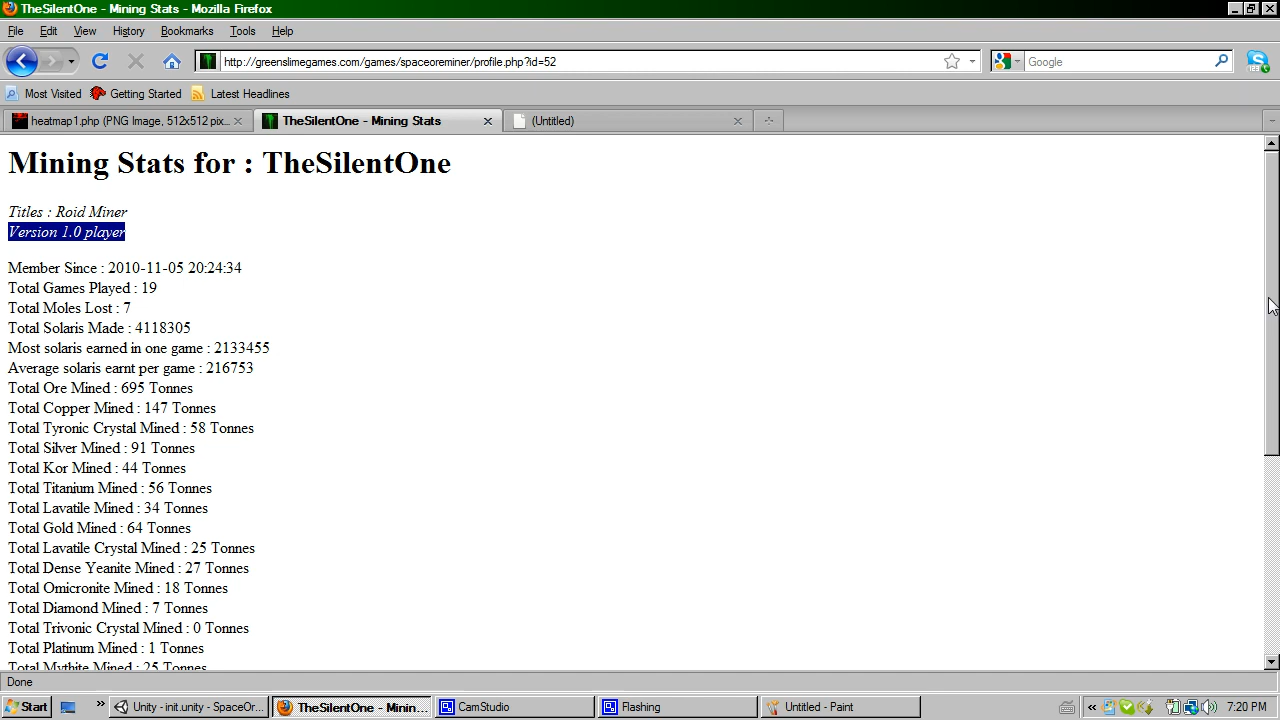 TheSilentOne - Mining Stats - Mozilla Firefox
File Edit View History Bookmarks Tools Help
http://greenslimegames.com/games/spaceoreminer/profile.php?id=52
Google
Most Visited Getting Started Latest Headlines
heatmap1.php (PNG Image, 512x512 pix... TheSilentOne - Mining Stats (Untitled)
Mining Stats for : TheSilentOne
Titles : Roid Miner
Version 1.0 player
Member Since : 2010-11-05 20:24:34
Total Games Played : 19
Total Moles Lost : 7
Total Solaris Made : 4118305
Most solaris earned in one game : 2133455
Average solaris earnt per game : 216753
Total Ore Mined : 695 Tonnes
Total Copper Mined : 147 Tonnes
Total Tyronic Crystal Mined : 58 Tonnes
Total Silver Mined : 91 Tonnes
Total Kor Mined : 44 Tonnes
Total Titanium Mined : 56 Tonnes
Total Lavatile Mined : 34 Tonnes
Total Gold Mined : 64 Tonnes
Total Lavatile Crystal Mined : 25 Tonnes
Total Dense Yeanite Mined : 27 Tonnes
Total Omicronite Mined : 18 Tonnes
Total Diamond Mined : 7 Tonnes
Total Trivonic Crystal Mined : 0 Tonnes
Total Platinum Mined : 1 Tonnes
Total Mythite Mined : 25 Tonnes
Done
Start » Unity - init.unity - SpaceOr... TheSilentOne - Minin... CamStudio Flashing Untitled - Paint « 7:20 PM